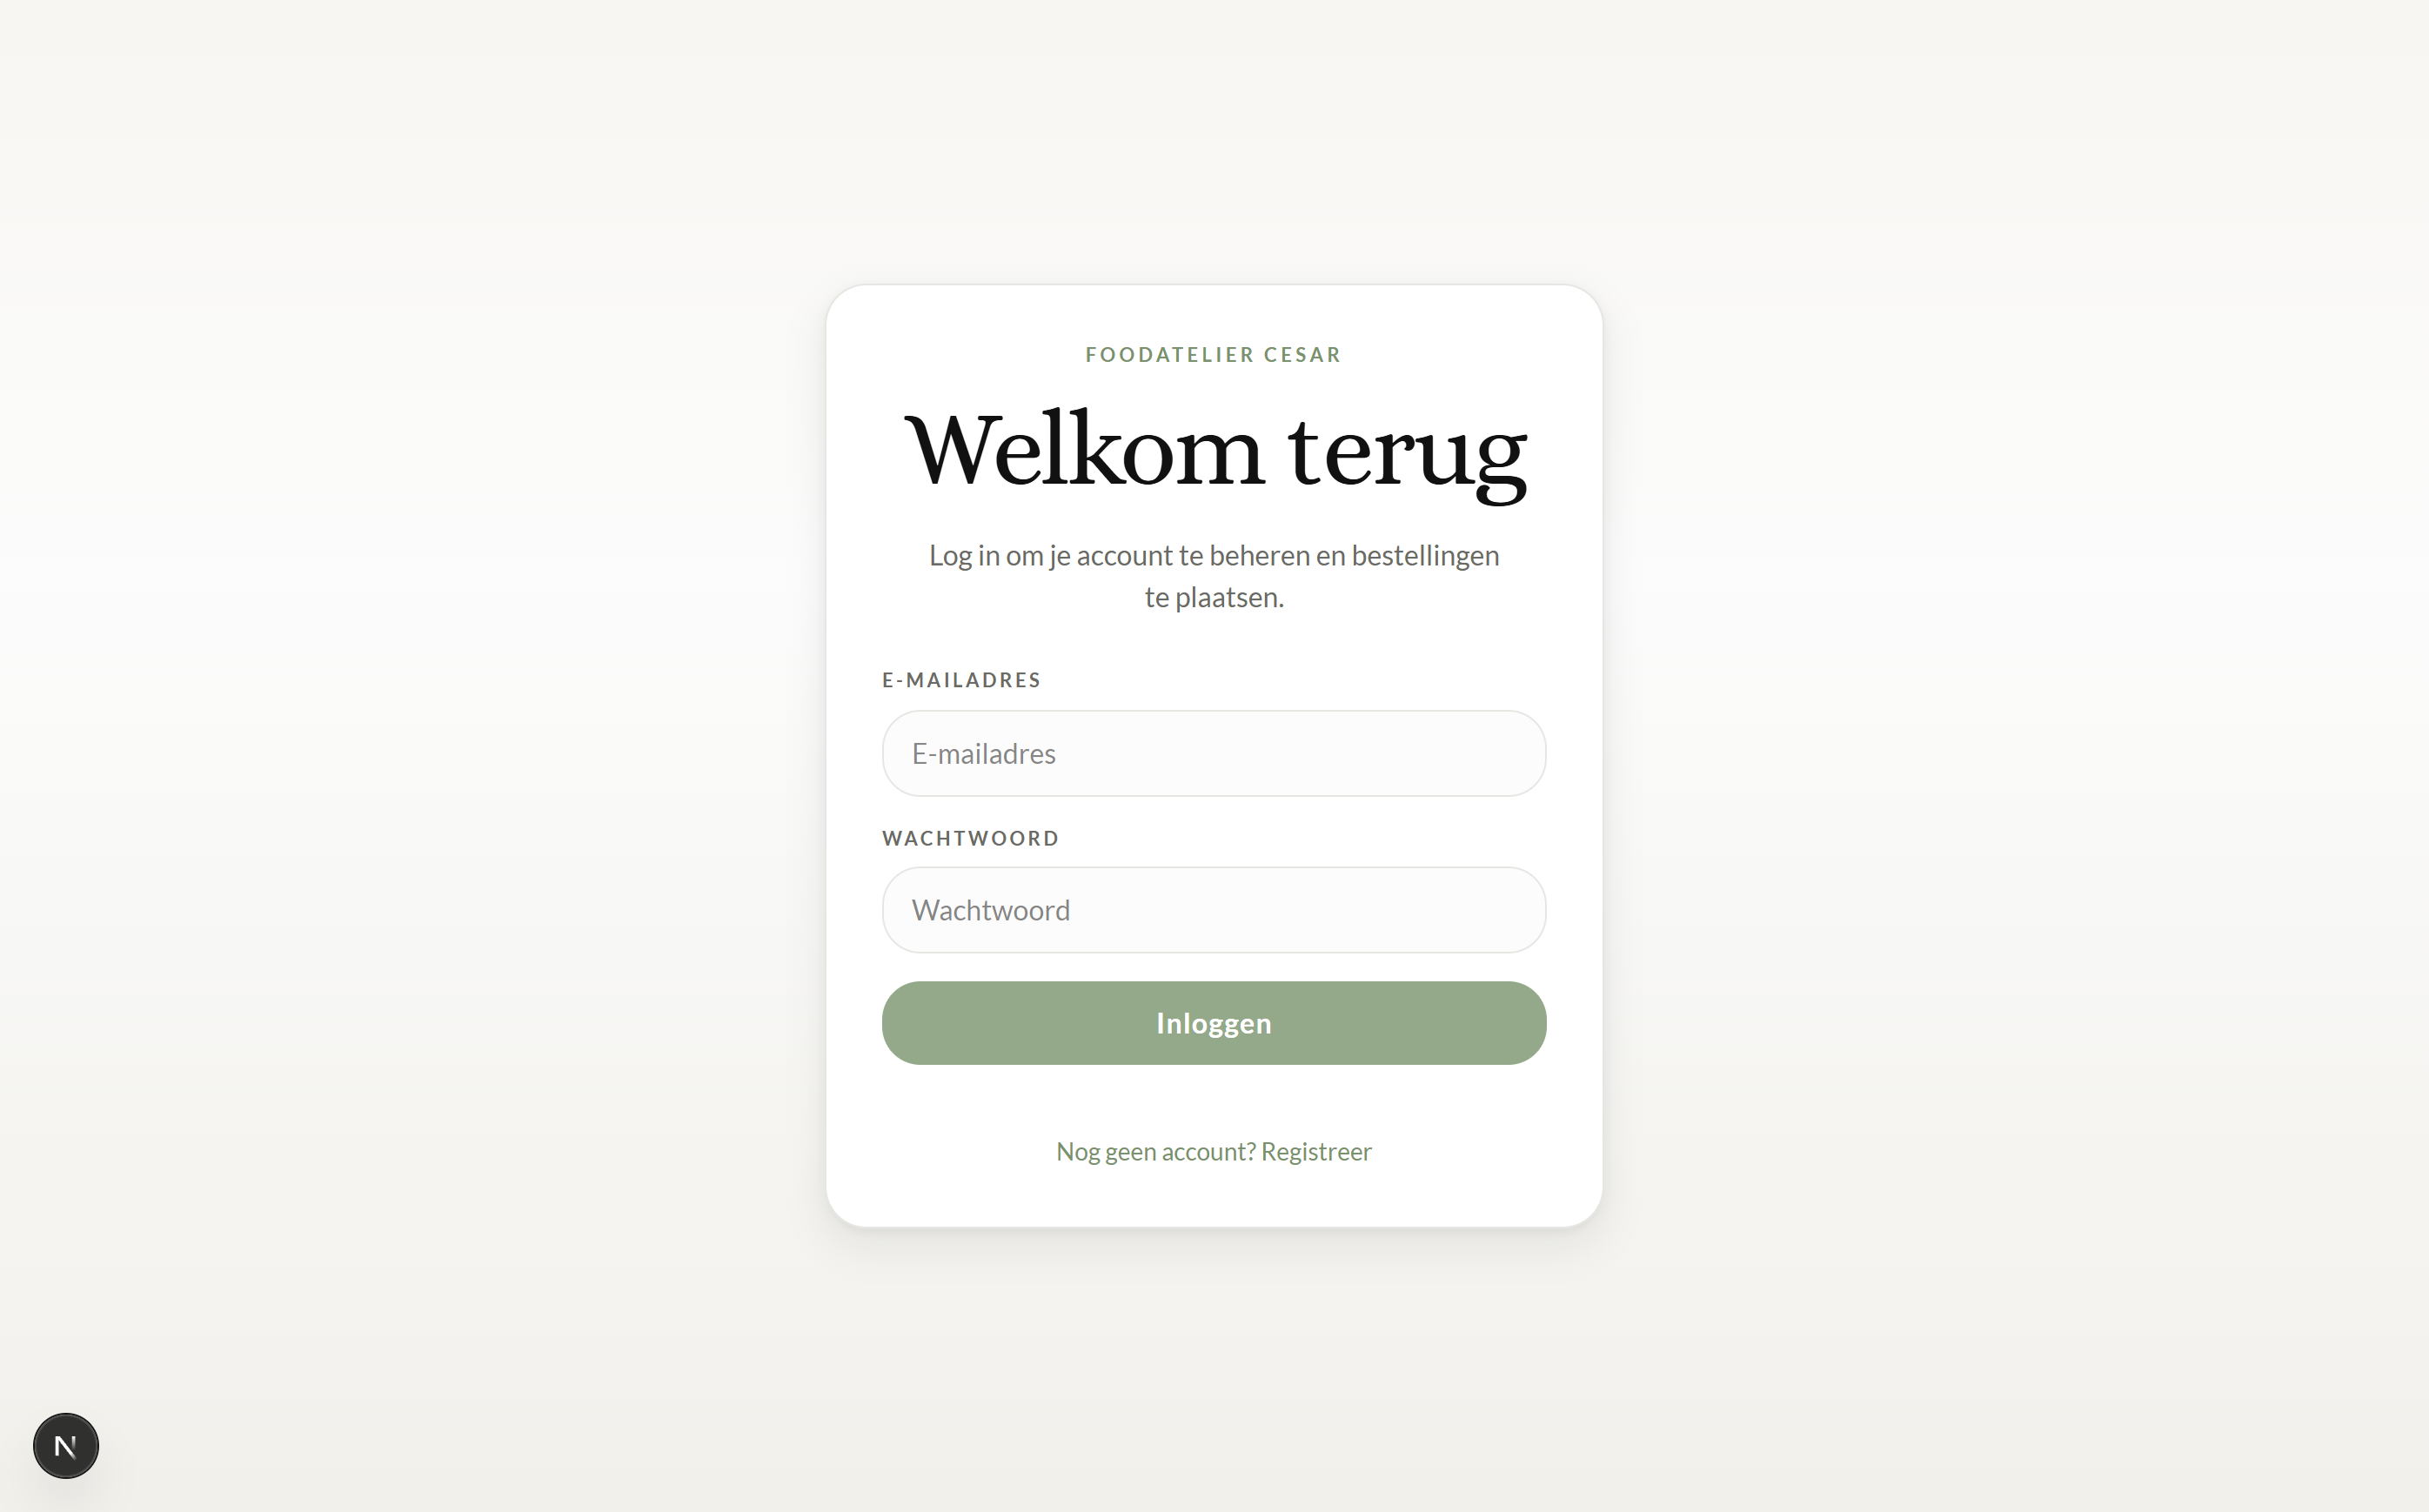 FOODATELIER CESAR
Welkom terug
Log in om je account te beheren en bestellingen
te plaatsen.
E-MAILADRES
E-mailadres
WACHTWOORD
Wachtwoord
Inloggen
Nog geen account? Registreer
N